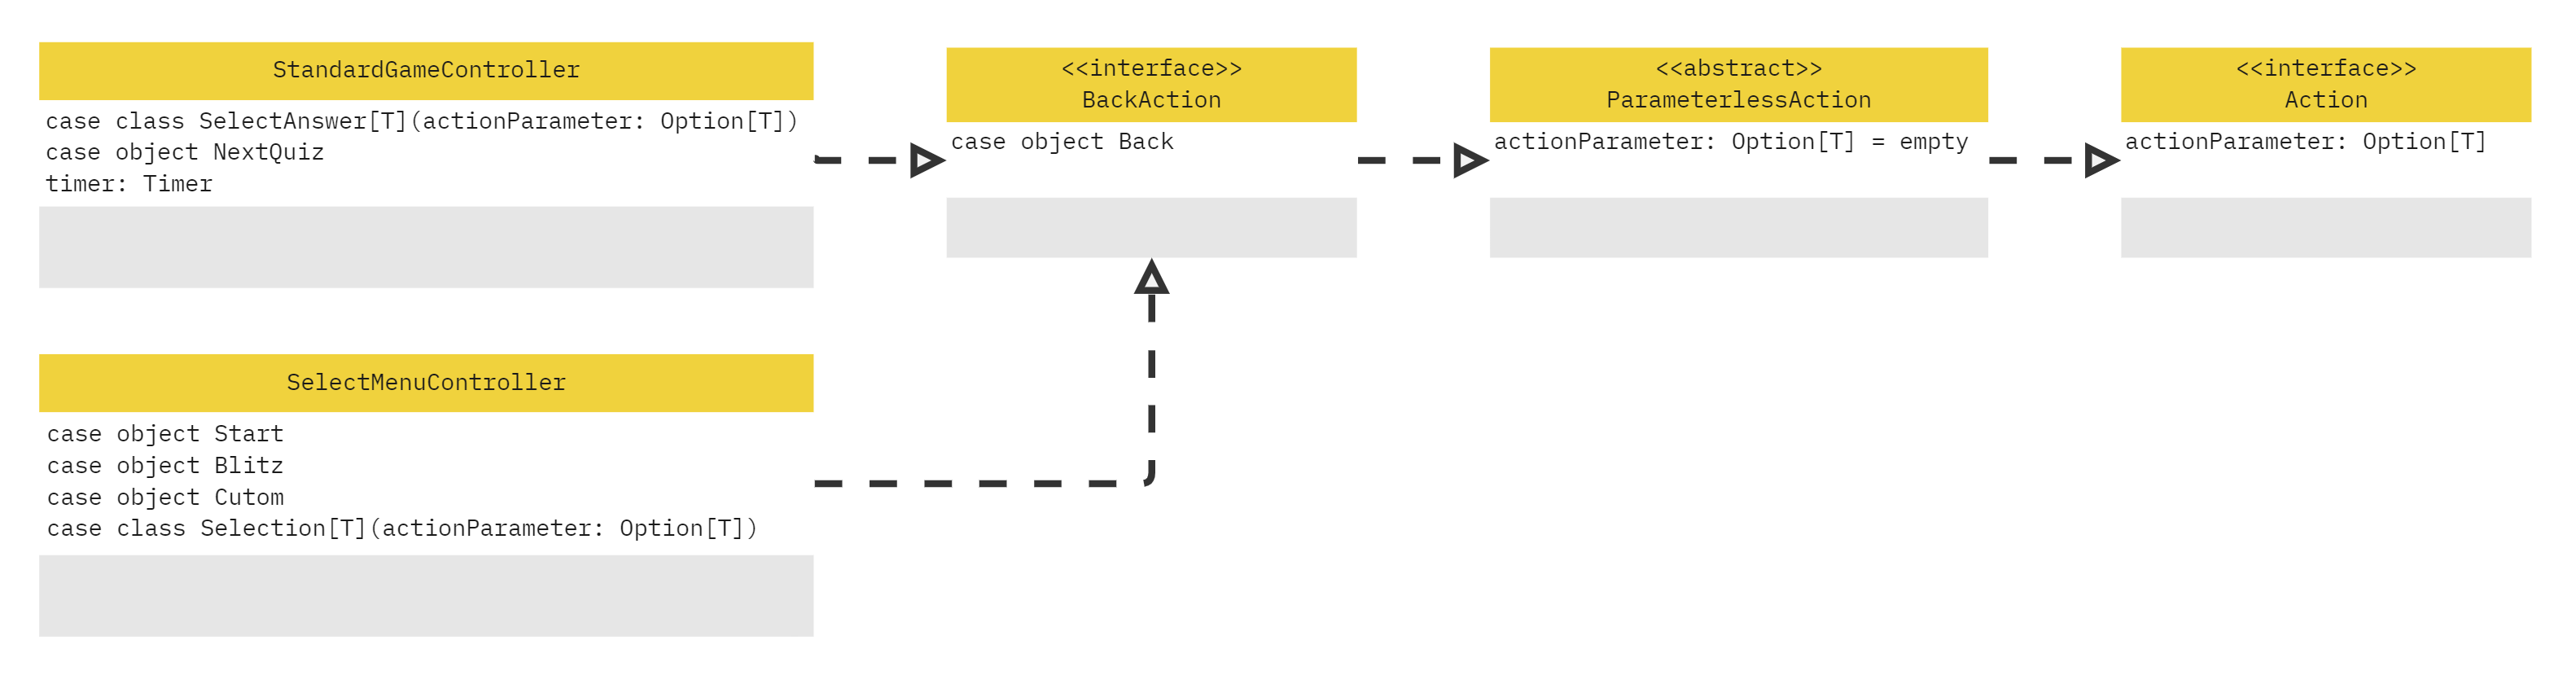 StandardGameController
case class SelectAnswer[T](actionParameter: Option[T])
case object NextQuiz
timer: Timer
<<interface>>
BackAction
case object Back
<<abstract>>
ParameterlessAction
actionParameter: Option[T] = empty
<<interface>>
Action
actionParameter: Option[T]
SelectMenuController
case object Start
case object Blitz
case object Cutom
case class Selection[T](actionParameter: Option[T])